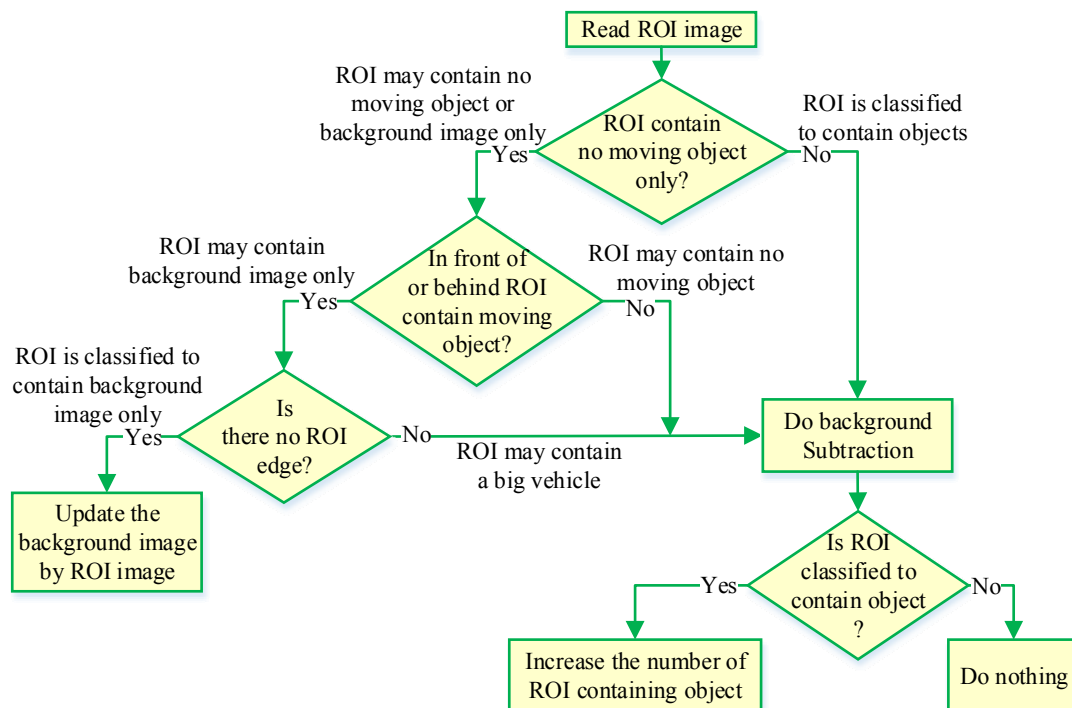 Read ROI image
ROI may contain no
moving object or
background image only
Yes
ROI contain
no moving object
only?
ROI is classified
to contain objects
No
ROI may contain
background image only
Yes
In front of
or behind ROI
contain moving
object?
ROI may contain no
moving object
No
ROI is classified to
contain background
image only
Yes
Is
there no ROI
edge?
No
ROI may contain
a big vehicle
Do background
Subtraction
Update the
background image
by ROI image
Yes
Is ROI
classified to
contain object
?
No
Increase the number of
ROI containing object
Do nothing